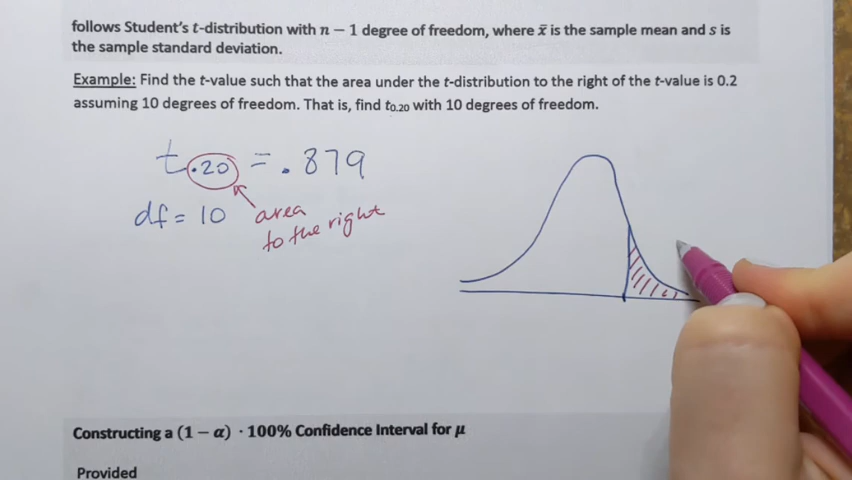 follows Student's t-distribution with n − 1 degree of freedom, where x̄ is the sample mean and s is
the sample standard deviation.
Example: Find the t-value such that the area under the t-distribution to the right of the t-value is 0.2
assuming 10 degrees of freedom. That is, find t0.20 with 10 degrees of freedom.
t.20 = .879
df = 10
area
to the right
Constructing a (1 − α) · 100% Confidence Interval for μ
Provided